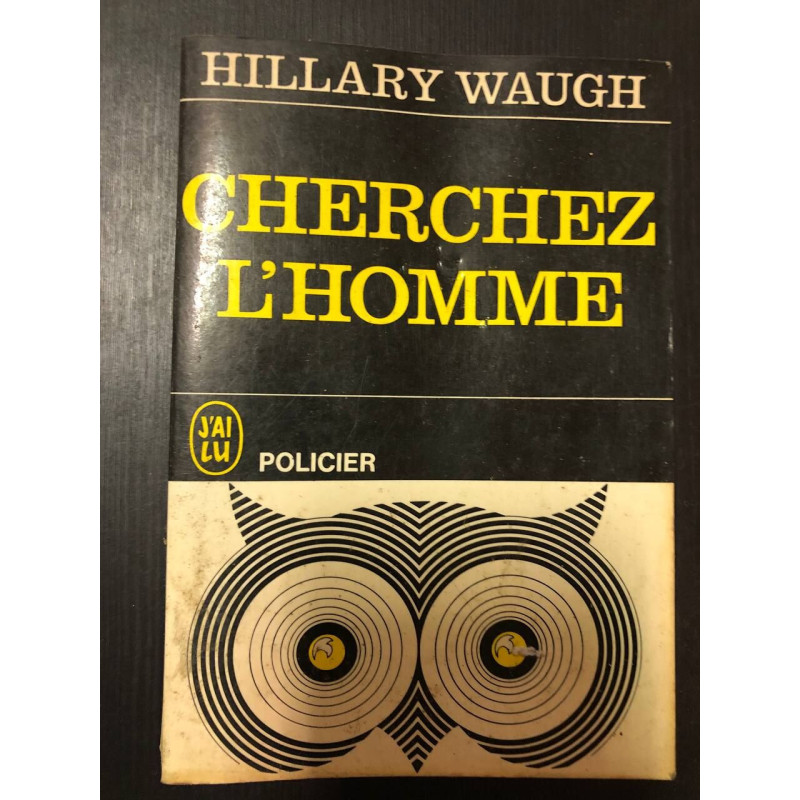 HILLARY WAUGH
CHERCHEZ
L'HOMME
J'AI
LU
POLICIER